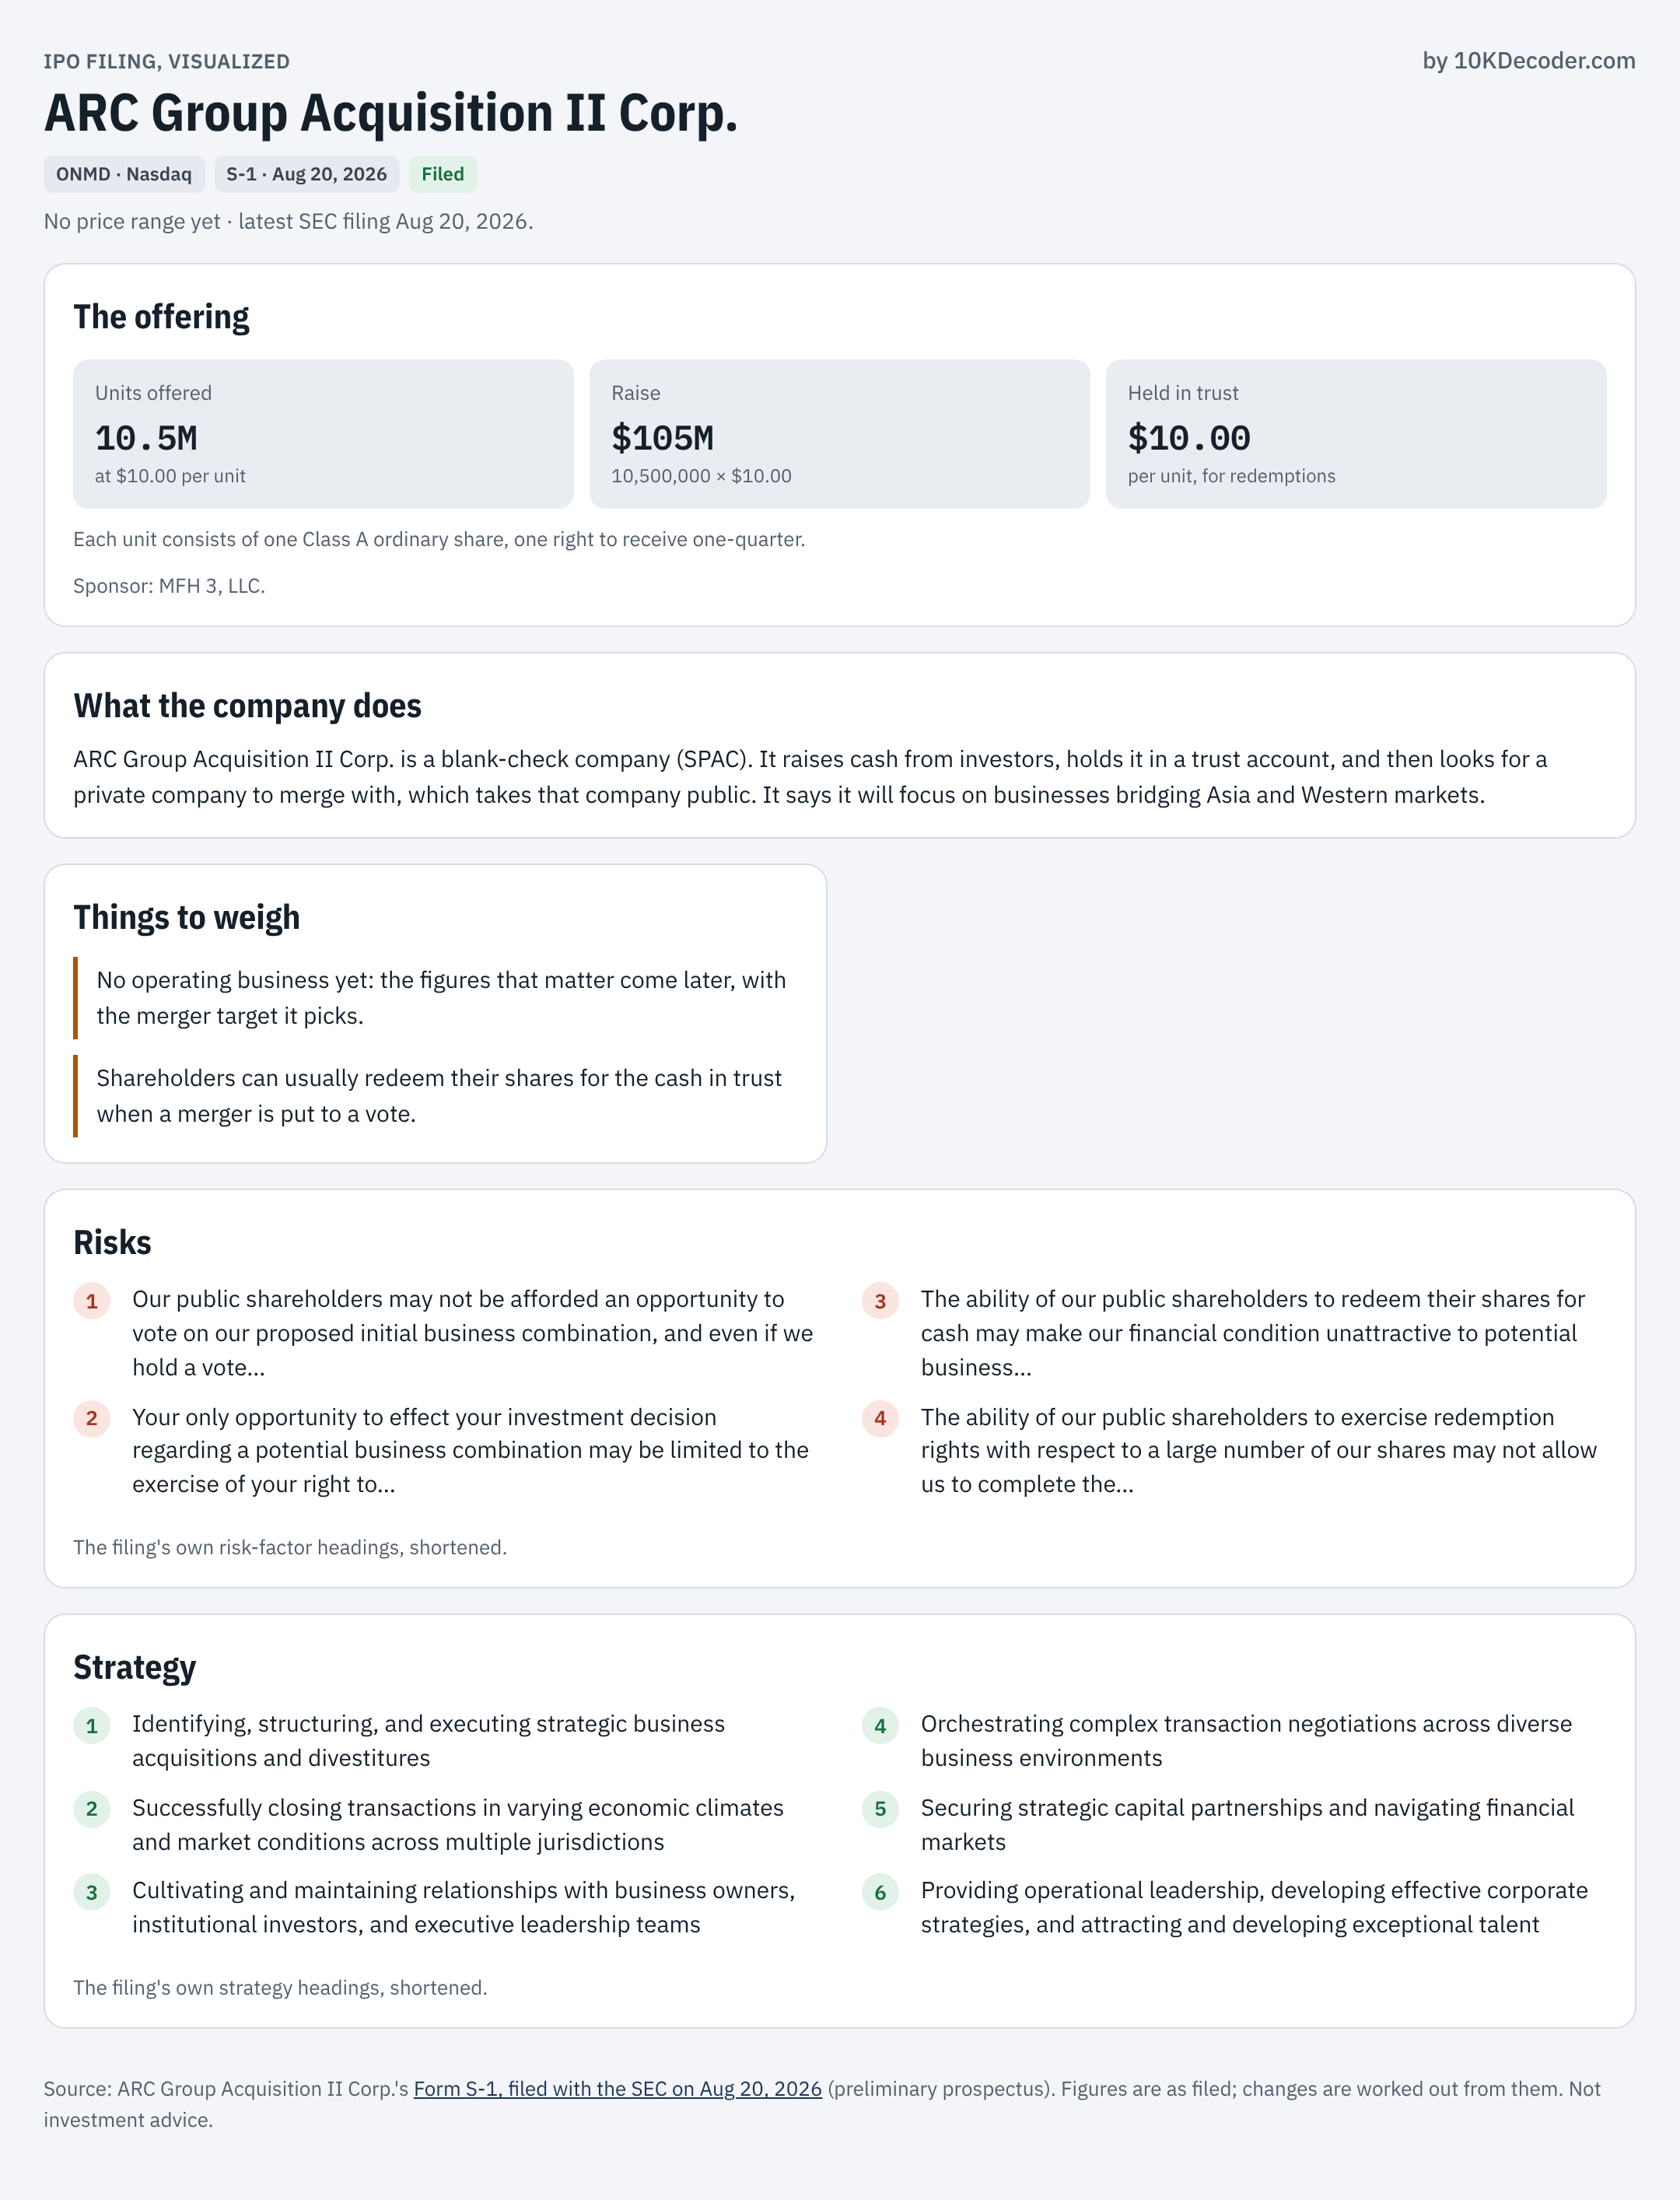 IPO FILING, VISUALIZED
by 10KDecoder.com
ARC Group Acquisition II Corp.
ONMD · Nasdaq
S-1 · Aug 20, 2026
Filed
No price range yet · latest SEC filing Aug 20, 2026.
The offering
Units offered
10.5M
at $10.00 per unit
Raise
$105M
10,500,000 × $10.00
Held in trust
$10.00
per unit, for redemptions
Each unit consists of one Class A ordinary share, one right to receive one-quarter.
Sponsor: MFH 3, LLC.
What the company does
ARC Group Acquisition II Corp. is a blank-check company (SPAC). It raises cash from investors, holds it in a trust account, and then looks for a
private company to merge with, which takes that company public. It says it will focus on businesses bridging Asia and Western markets.
Things to weigh
No operating business yet: the figures that matter come later, with
the merger target it picks.
Shareholders can usually redeem their shares for the cash in trust
when a merger is put to a vote.
Risks
1
Our public shareholders may not be afforded an opportunity to
vote on our proposed initial business combination, and even if we
hold a vote...
2
Your only opportunity to effect your investment decision
regarding a potential business combination may be limited to the
exercise of your right to...
3
The ability of our public shareholders to redeem their shares for
cash may make our financial condition unattractive to potential
business...
4
The ability of our public shareholders to exercise redemption
rights with respect to a large number of our shares may not allow
us to complete the...
The filing's own risk-factor headings, shortened.
Strategy
1
Identifying, structuring, and executing strategic business
acquisitions and divestitures
2
Successfully closing transactions in varying economic climates
and market conditions across multiple jurisdictions
3
Cultivating and maintaining relationships with business owners,
institutional investors, and executive leadership teams
4
Orchestrating complex transaction negotiations across diverse
business environments
5
Securing strategic capital partnerships and navigating financial
markets
6
Providing operational leadership, developing effective corporate
strategies, and attracting and developing exceptional talent
The filing's own strategy headings, shortened.
Source: ARC Group Acquisition II Corp.'s Form S-1, filed with the SEC on Aug 20, 2026 (preliminary prospectus). Figures are as filed; changes are worked out from them. Not
investment advice.